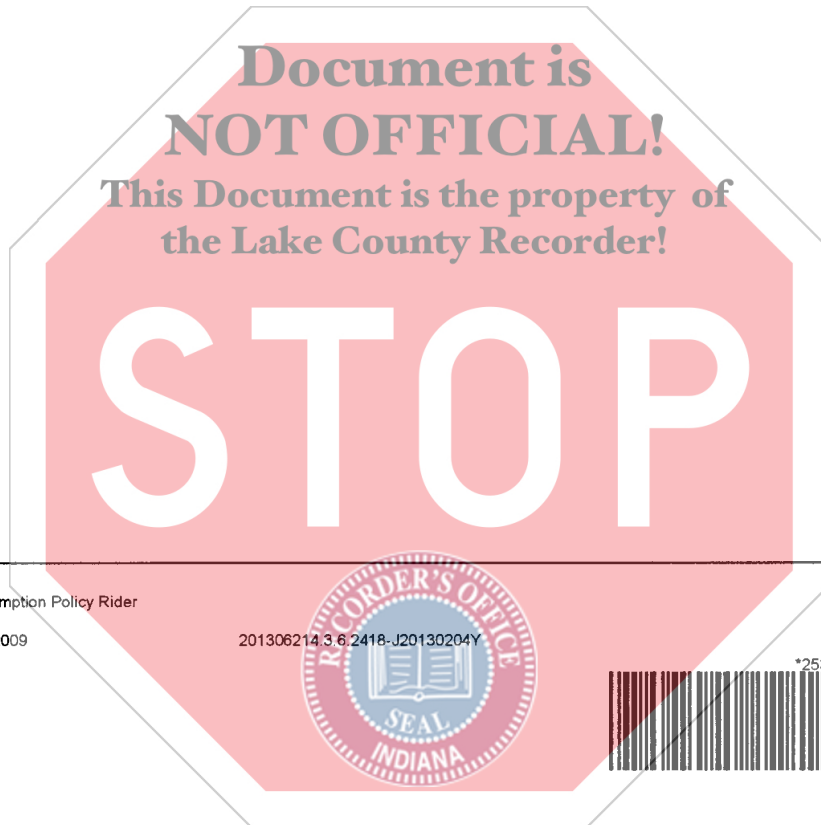 Document is
NOT OFFICIAL!
This Document is the property of
the Lake County Recorder!
STOP
mption Policy Rider
009
201306214.3.6.2418-J20130204Y
*253
RECORDER'S OFFICE
SEAL
INDIANA